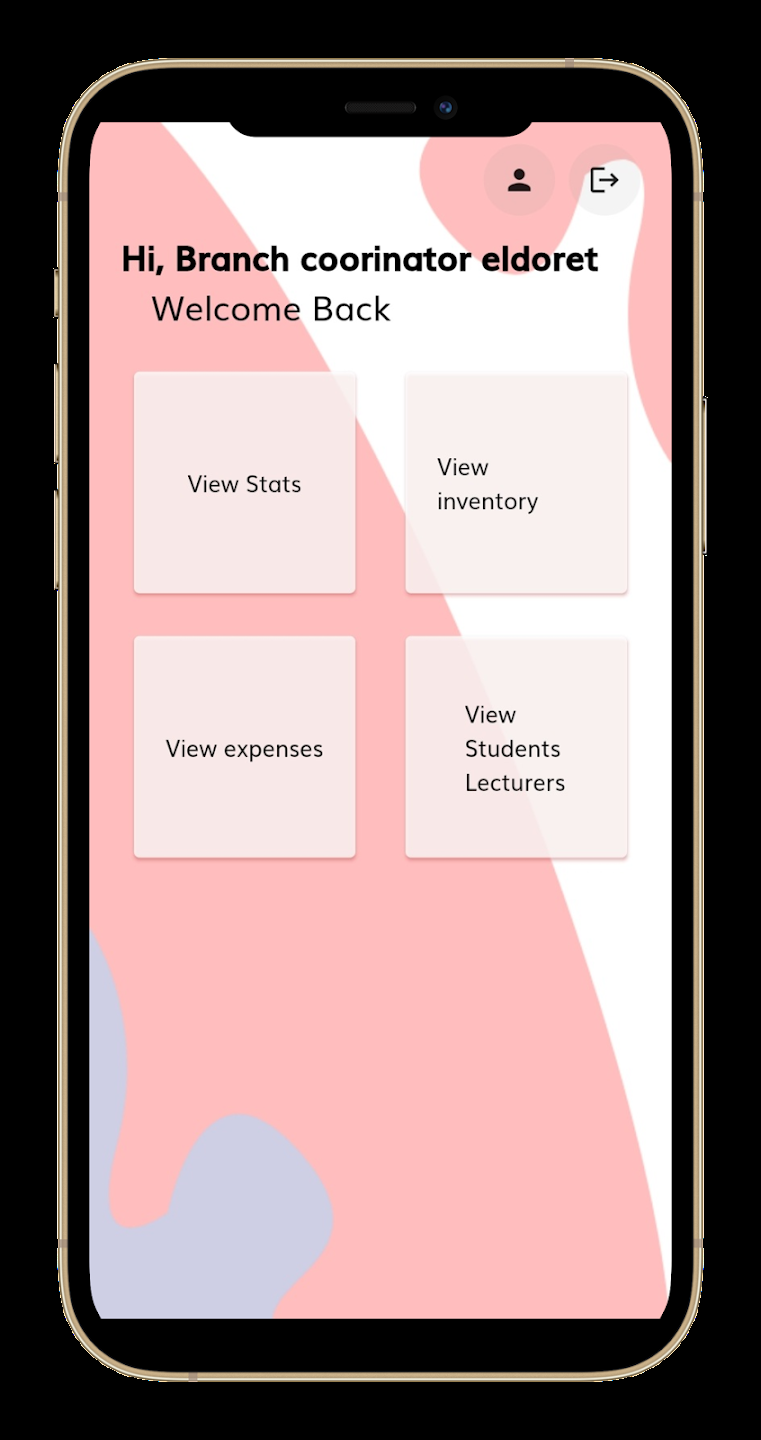 Hi, Branch coorinator eldoret
Welcome Back
View Stats
View
inventory
View expenses
View
Students
Lecturers